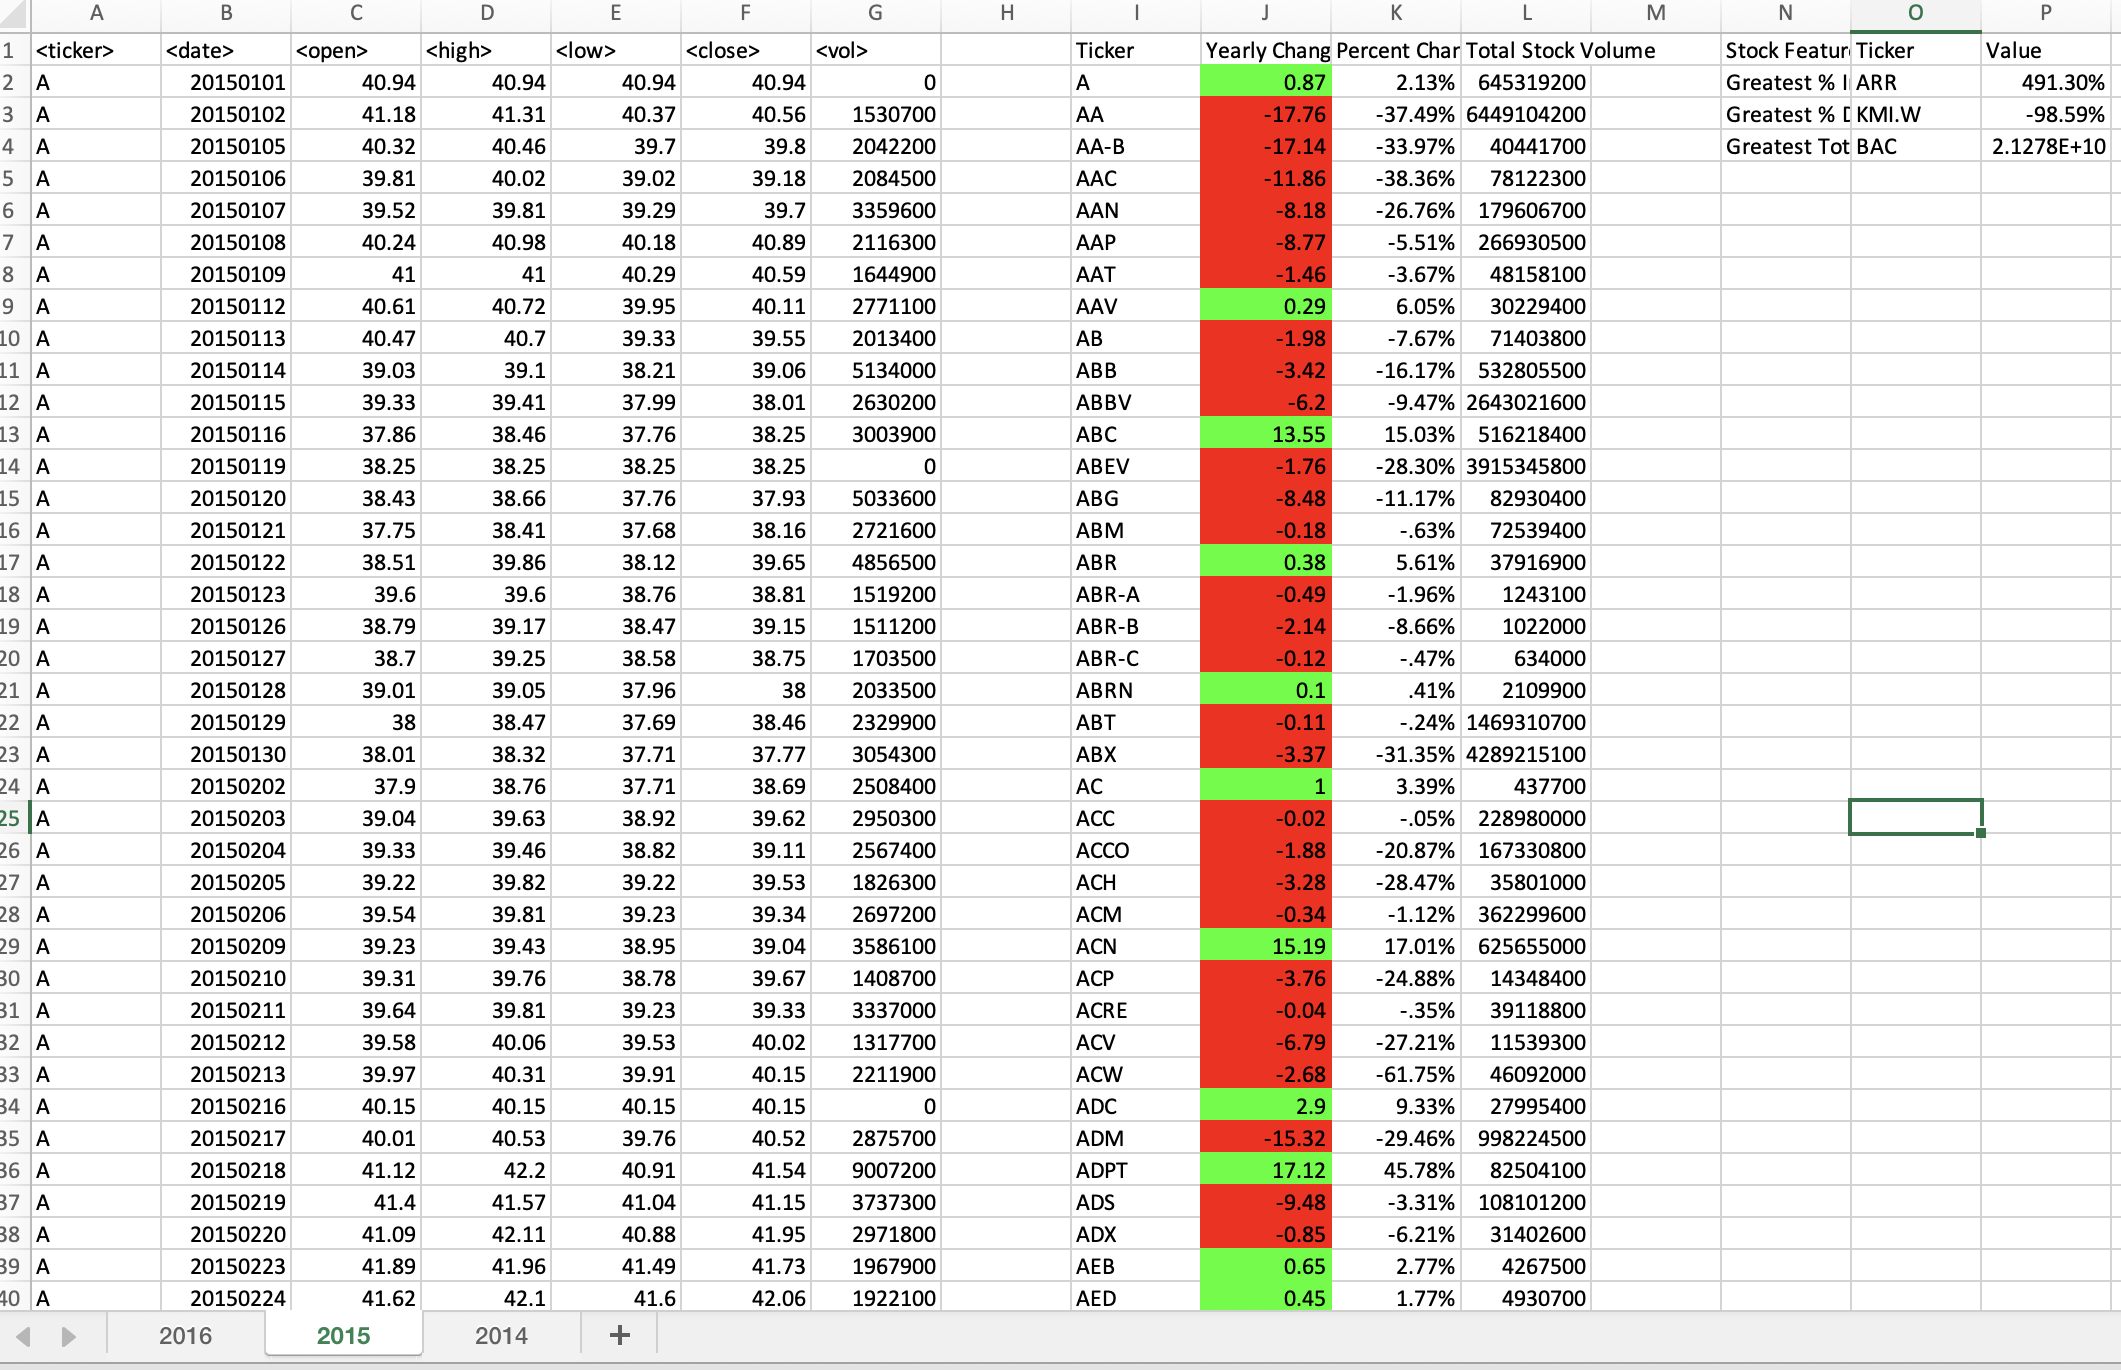 A B C D E F G H I J K L M N O P
1 <ticker> <date> <open> <high> <low> <close> <vol> Ticker Yearly Chang Percent Char Total Stock Volume Stock Featur Ticker Value
2 A 20150101 40.94 40.94 40.94 40.94 0 A 0.87 2.13% 645319200 Greatest % I ARR 491.30%
3 A 20150102 41.18 41.31 40.37 40.56 1530700 AA -17.76 -37.49% 6449104200 Greatest % D KMI.W -98.59%
4 A 20150105 40.32 40.46 39.7 39.8 2042200 AA-B -17.14 -33.97% 40441700 Greatest Tot BAC 2.1278E+10
5 A 20150106 39.81 40.02 39.02 39.18 2084500 AAC -11.86 -38.36% 78122300
6 A 20150107 39.52 39.81 39.29 39.7 3359600 AAN -8.18 -26.76% 179606700
7 A 20150108 40.24 40.98 40.18 40.89 2116300 AAP -8.77 -5.51% 266930500
8 A 20150109 41 41 40.29 40.59 1644900 AAT -1.46 -3.67% 48158100
9 A 20150112 40.61 40.72 39.95 40.11 2771100 AAV 0.29 6.05% 30229400
10 A 20150113 40.47 40.7 39.33 39.55 2013400 AB -1.98 -7.67% 71403800
11 A 20150114 39.03 39.1 38.21 39.06 5134000 ABB -3.42 -16.17% 532805500
12 A 20150115 39.33 39.41 37.99 38.01 2630200 ABBV -6.2 -9.47% 2643021600
13 A 20150116 37.86 38.46 37.76 38.25 3003900 ABC 13.55 15.03% 516218400
14 A 20150119 38.25 38.25 38.25 38.25 0 ABEV -1.76 -28.30% 3915345800
15 A 20150120 38.43 38.66 37.76 37.93 5033600 ABG -8.48 -11.17% 82930400
16 A 20150121 37.75 38.41 37.68 38.16 2721600 ABM -0.18 -.63% 72539400
17 A 20150122 38.51 39.86 38.12 39.65 4856500 ABR 0.38 5.61% 37916900
18 A 20150123 39.6 39.6 38.76 38.81 1519200 ABR-A -0.49 -1.96% 1243100
19 A 20150126 38.79 39.17 38.47 39.15 1511200 ABR-B -2.14 -8.66% 1022000
20 A 20150127 38.7 39.25 38.58 38.75 1703500 ABR-C -0.12 -.47% 634000
21 A 20150128 39.01 39.05 37.96 38 2033500 ABRN 0.1 .41% 2109900
22 A 20150129 38 38.47 37.69 38.46 2329900 ABT -0.11 -.24% 1469310700
23 A 20150130 38.01 38.32 37.71 37.77 3054300 ABX -3.37 -31.35% 4289215100
24 A 20150202 37.9 38.76 37.71 38.69 2508400 AC 1 3.39% 437700
25 A 20150203 39.04 39.63 38.92 39.62 2950300 ACC -0.02 -.05% 228980000
26 A 20150204 39.33 39.46 38.82 39.11 2567400 ACCO -1.88 -20.87% 167330800
27 A 20150205 39.22 39.82 39.22 39.53 1826300 ACH -3.28 -28.47% 35801000
28 A 20150206 39.54 39.81 39.23 39.34 2697200 ACM -0.34 -1.12% 362299600
29 A 20150209 39.23 39.43 38.95 39.04 3586100 ACN 15.19 17.01% 625655000
30 A 20150210 39.31 39.76 38.78 39.67 1408700 ACP -3.76 -24.88% 14348400
31 A 20150211 39.64 39.81 39.23 39.33 3337000 ACRE -0.04 -.35% 39118800
32 A 20150212 39.58 40.06 39.53 40.02 1317700 ACV -6.79 -27.21% 11539300
33 A 20150213 39.97 40.31 39.91 40.15 2211900 ACW -2.68 -61.75% 46092000
34 A 20150216 40.15 40.15 40.15 40.15 0 ADC 2.9 9.33% 27995400
35 A 20150217 40.01 40.53 39.76 40.52 2875700 ADM -15.32 -29.46% 998224500
36 A 20150218 41.12 42.2 40.91 41.54 9007200 ADPT 17.12 45.78% 82504100
37 A 20150219 41.4 41.57 41.04 41.15 3737300 ADS -9.48 -3.31% 108101200
38 A 20150220 41.09 42.11 40.88 41.95 2971800 ADX -0.85 -6.21% 31402600
39 A 20150223 41.89 41.96 41.49 41.73 1967900 AEB 0.65 2.77% 4267500
40 A 20150224 41.62 42.1 41.6 42.06 1922100 AED 0.45 1.77% 4930700
2016 2015 2014 +